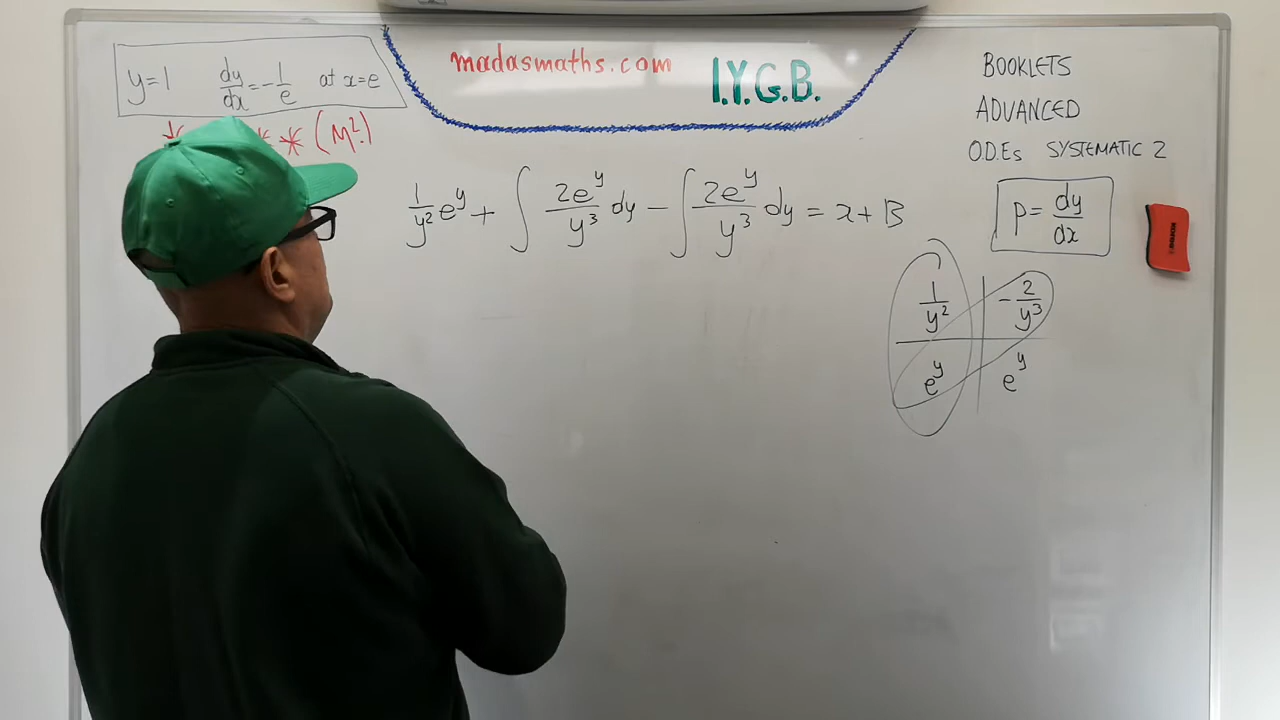 y=1 dy/dx = -1/e at x=e
(M².)
madasmaths.com
I.Y.G.B.
BOOKLETS
ADVANCED
O.D.Es SYSTEMATIC 2
p = dy/dx
1/y² e^y + ∫ 2e^y/y³ dy − ∫ 2e^y/y³ dy = x + B
1/y² | −2/y³
e^y | e^y